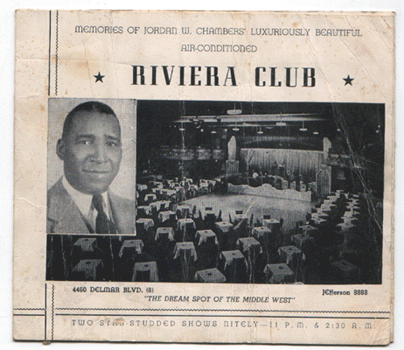 MEMORIES OF JORDAN W. CHAMBERS' LUXURIOUSLY BEAUTIFUL
AIR-CONDITIONED
★ RIVIERA CLUB ★
4460 DELMAR BLVD. (8) JEfferson 8888
"THE DREAM SPOT OF THE MIDDLE WEST"
TWO STAR-STUDDED SHOWS NITELY—11 P.M. & 2:30 A.M.